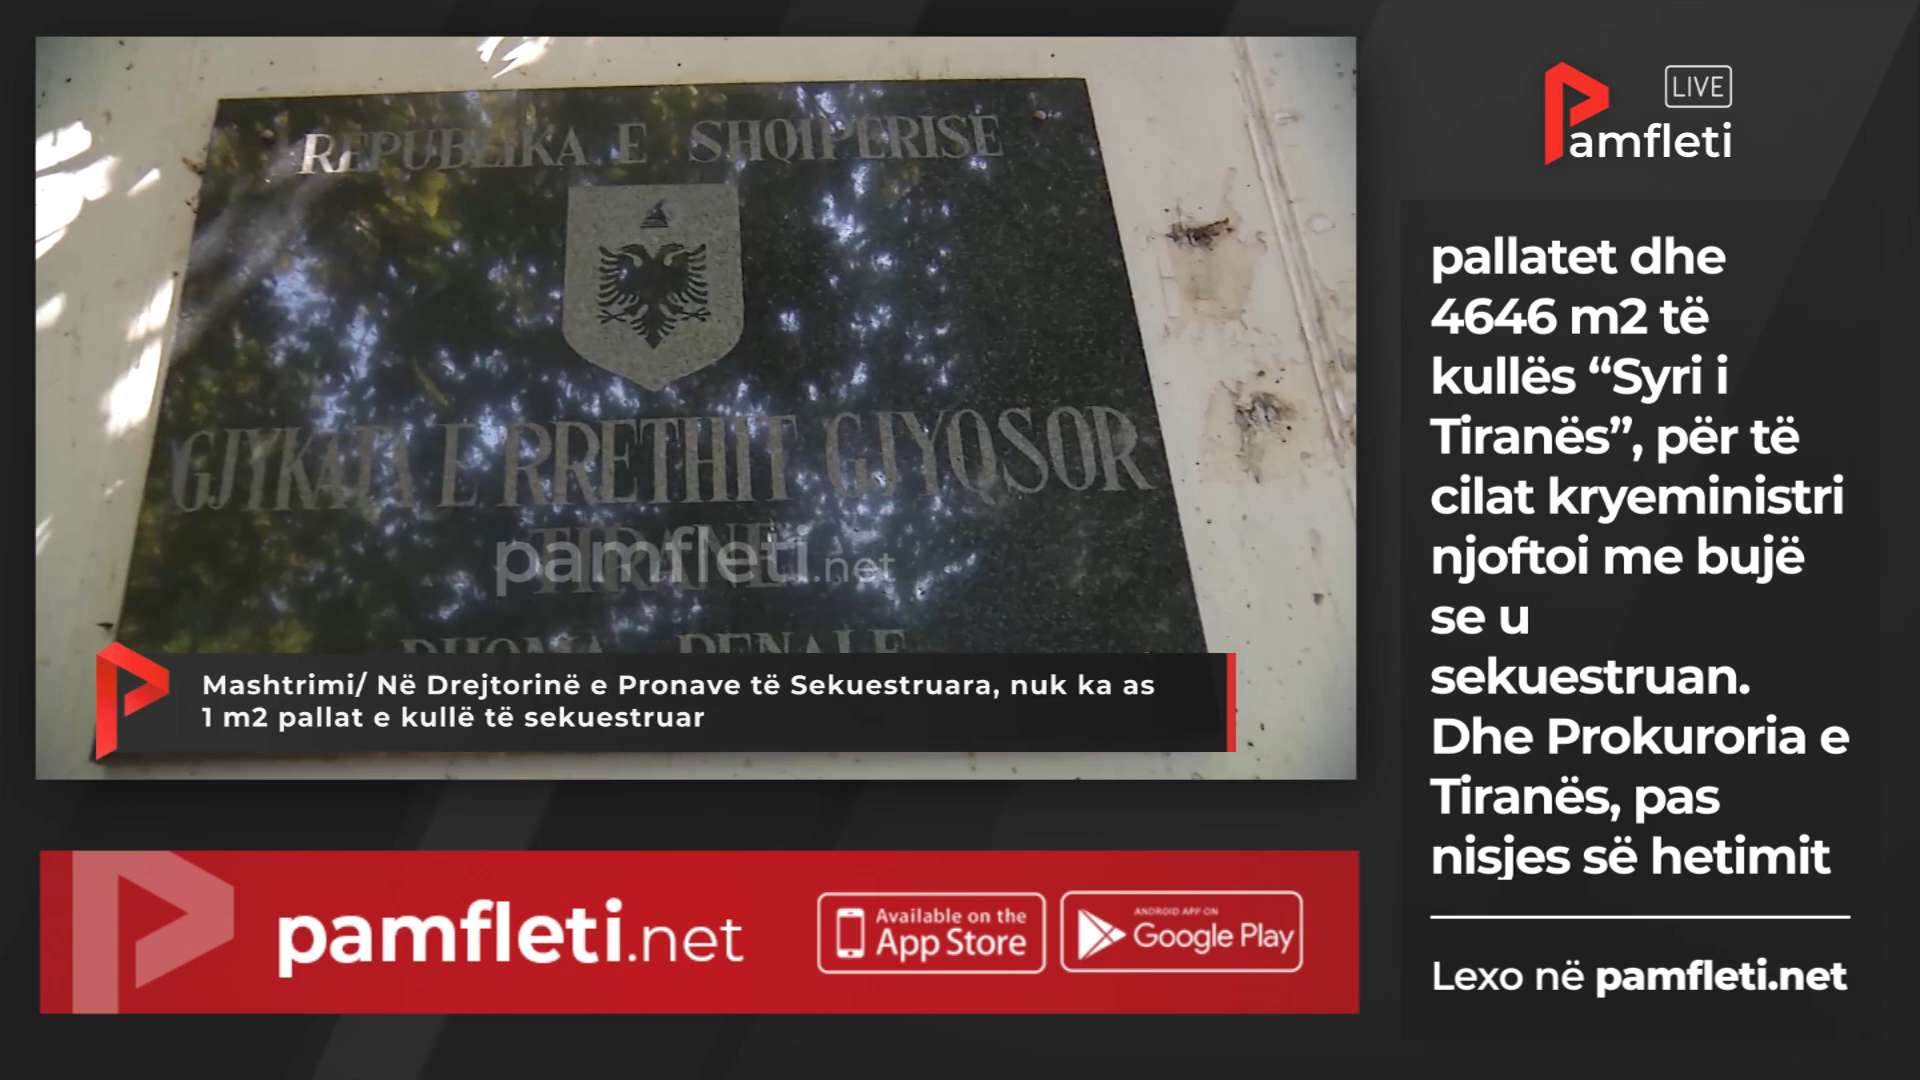 REPUBLIKA E SHQIPERISE
GJYKATA E RRETHIT GJYQSOR
TIRANE
DHOMA PENALE
pamfleti.net
Mashtrimi/ Në Drejtorinë e Pronave të Sekuestruara, nuk ka as
1 m2 pallat e kullë të sekuestruar
pamfleti.net
Available on the
App Store
ANDROID APP ON
Google Play
LIVE
Pamfleti
pallatet dhe
4646 m2 të
kullës “Syri i
Tiranës”, për të
cilat kryeministri
njoftoi me bujë
se u
sekuestruan.
Dhe Prokuroria e
Tiranës, pas
nisjes së hetimit
Lexo në pamfleti.net